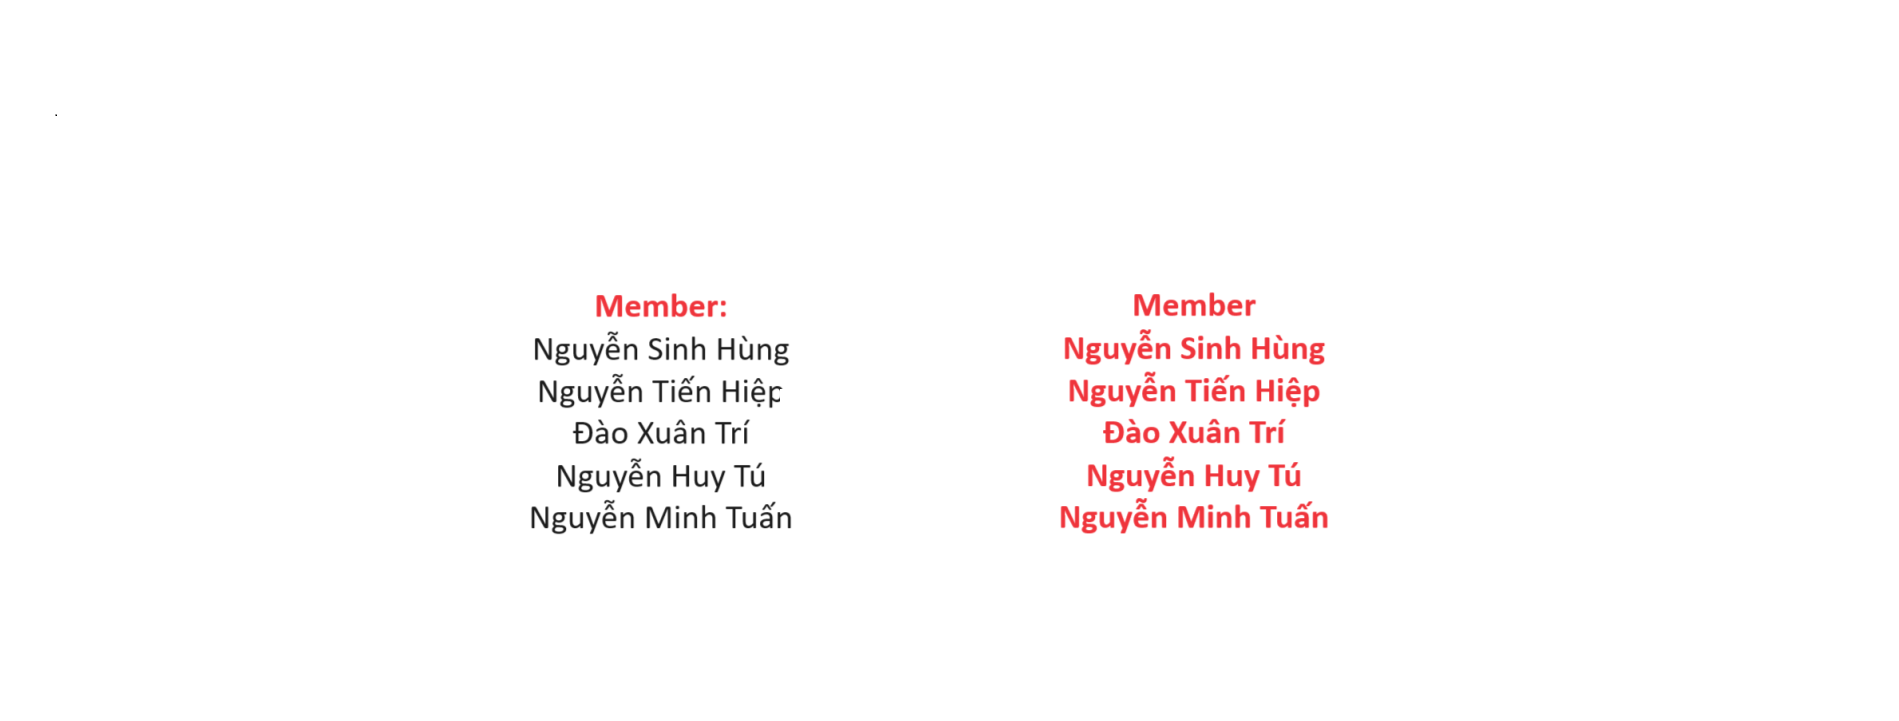 Member:
Nguyễn Sinh Hùng
Nguyễn Tiến Hiệp
Đào Xuân Trí
Nguyễn Huy Tú
Nguyễn Minh Tuấn
Member
Nguyễn Sinh Hùng
Nguyễn Tiến Hiệp
Đào Xuân Trí
Nguyễn Huy Tú
Nguyễn Minh Tuấn